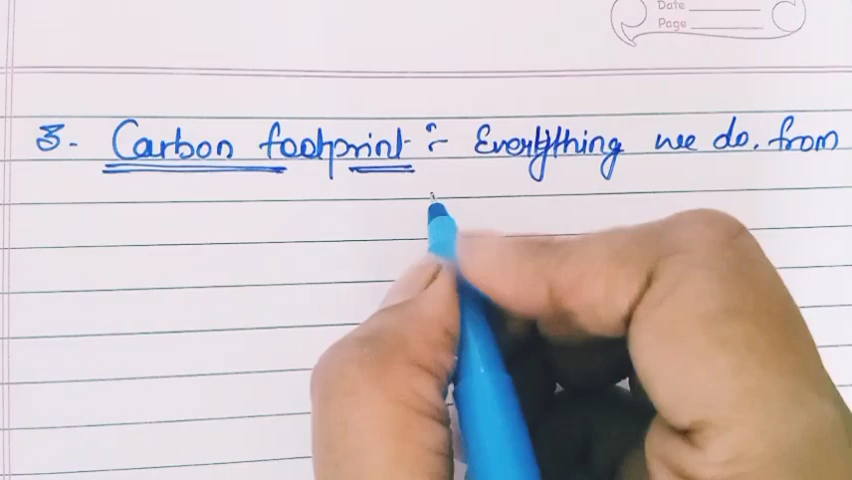 Date
Page
3. Carbon footprint :- Everything we do. from